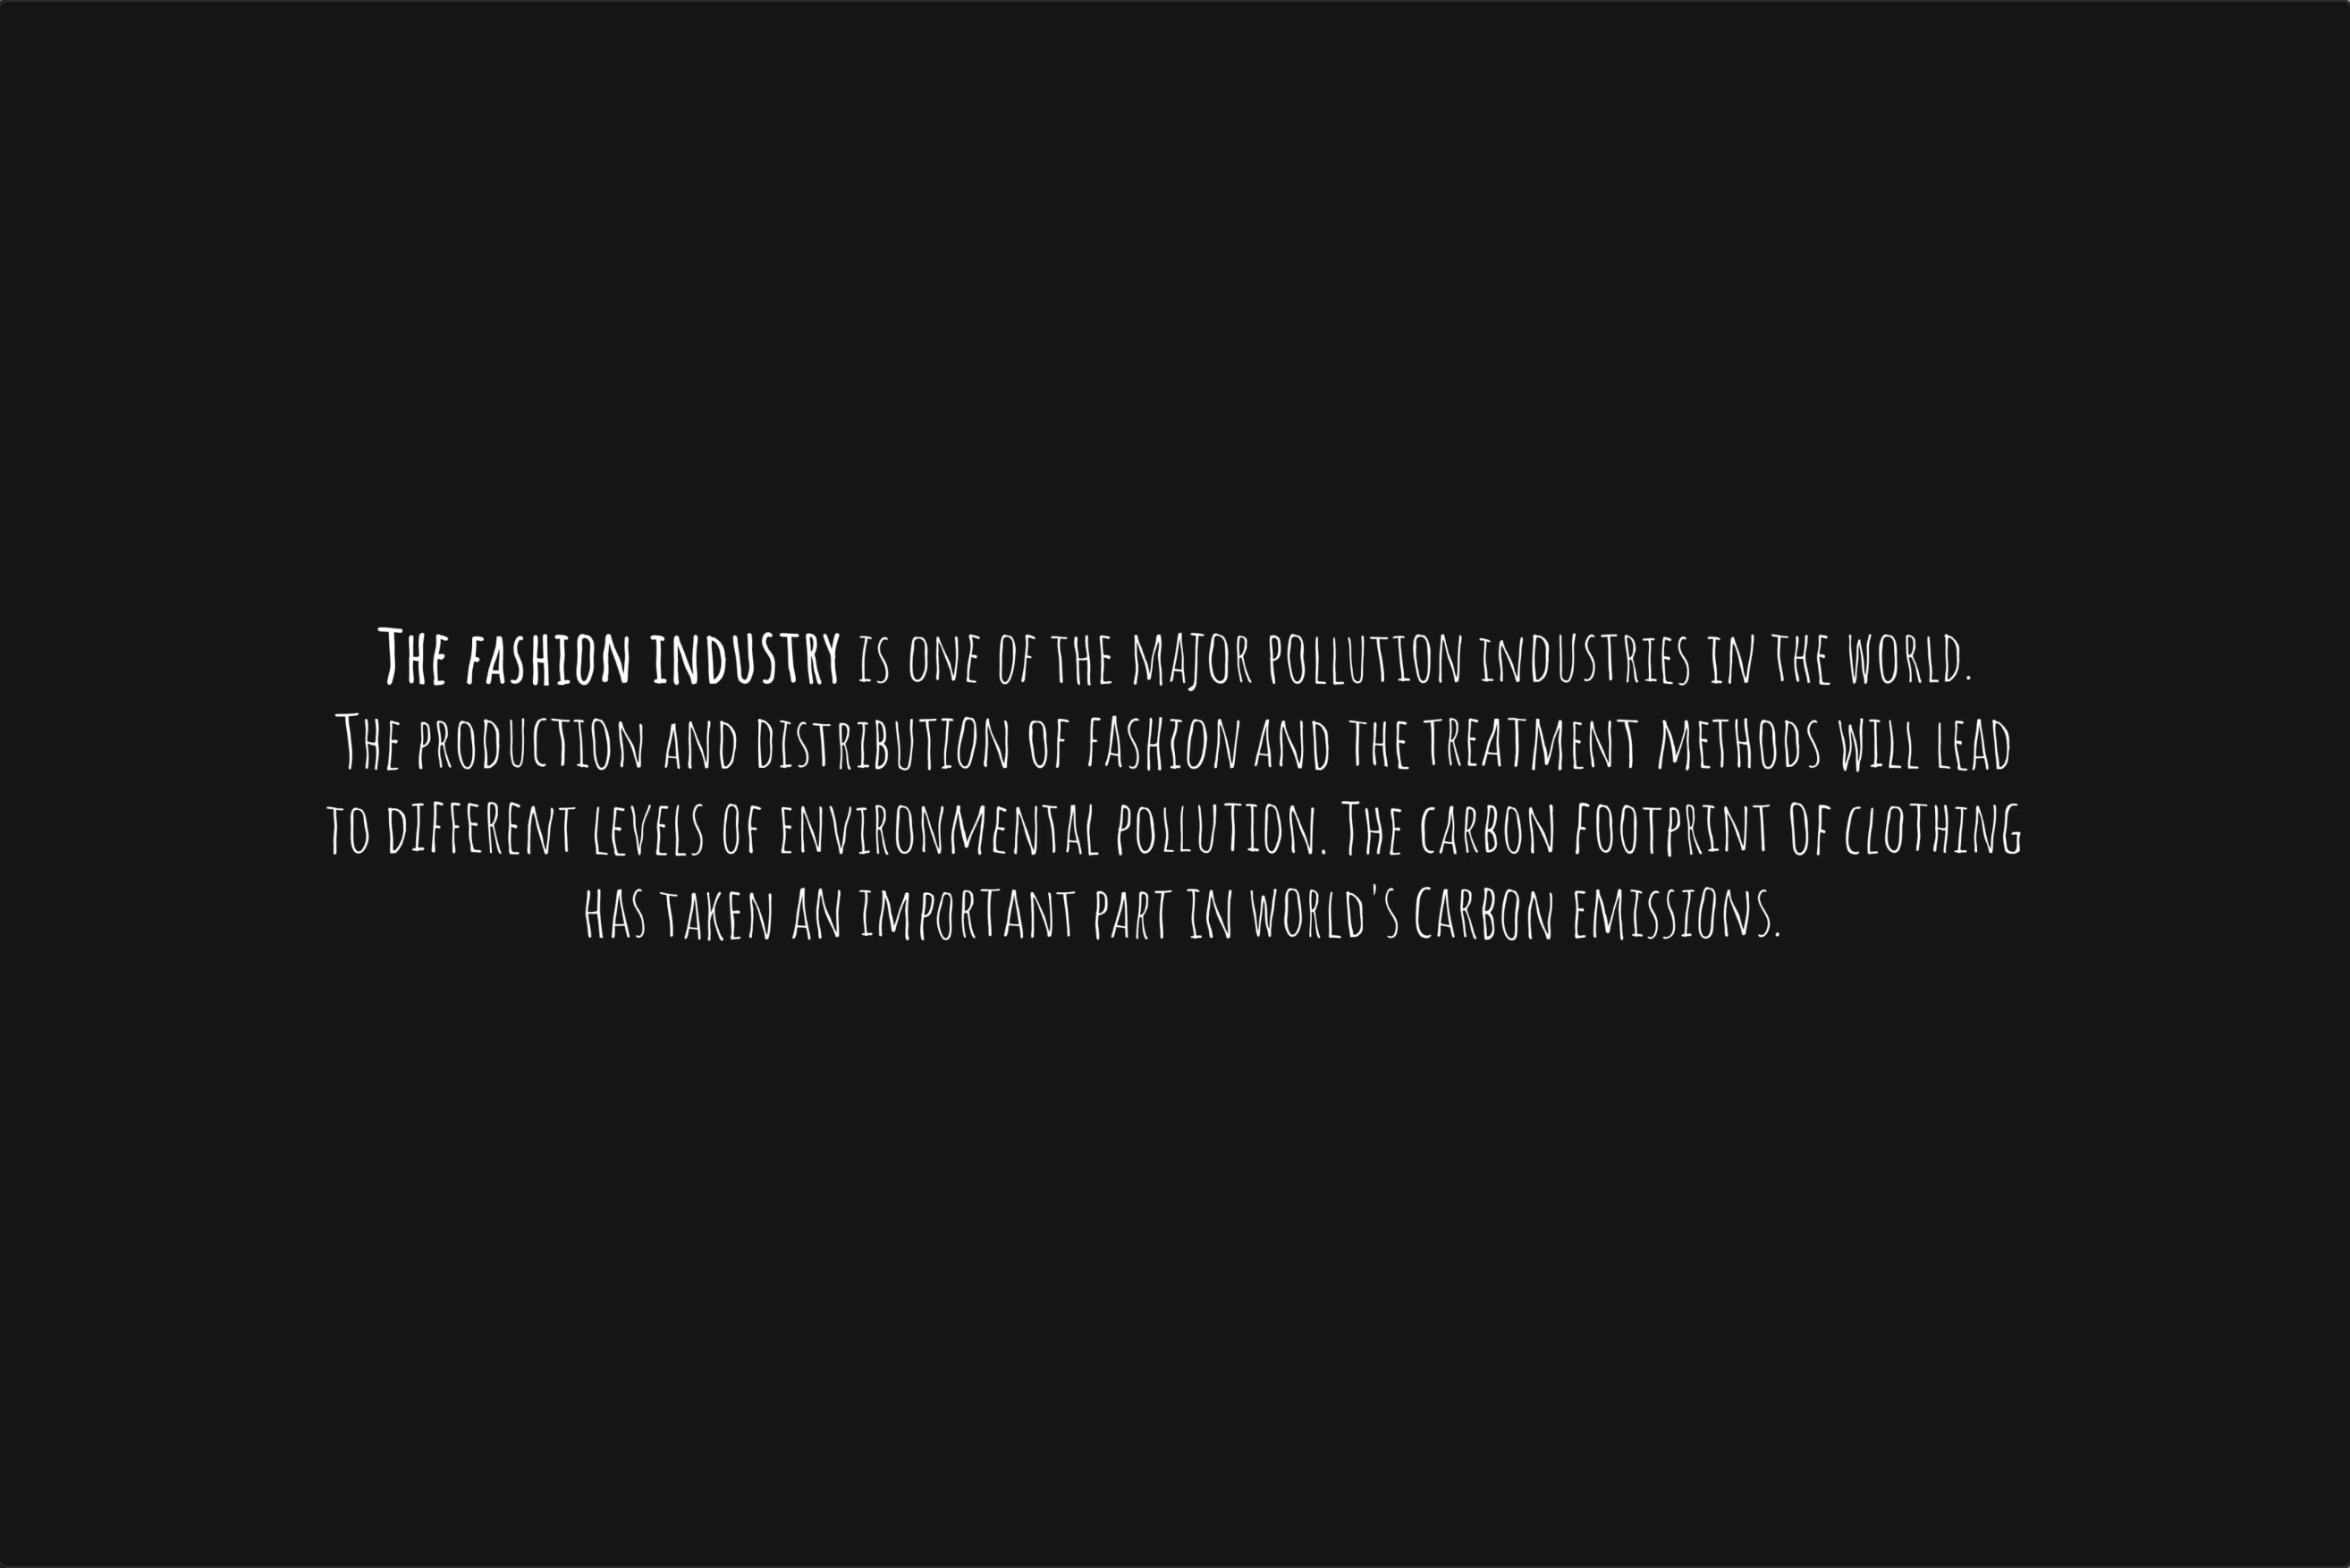 The fashion industry is one of the major pollution industries in the world.
The production and distribution of fashion and the treatment methods will lead
to different levels of environmental pollution. The carbon footprint of clothing
has taken an important part in world's carbon emissions.